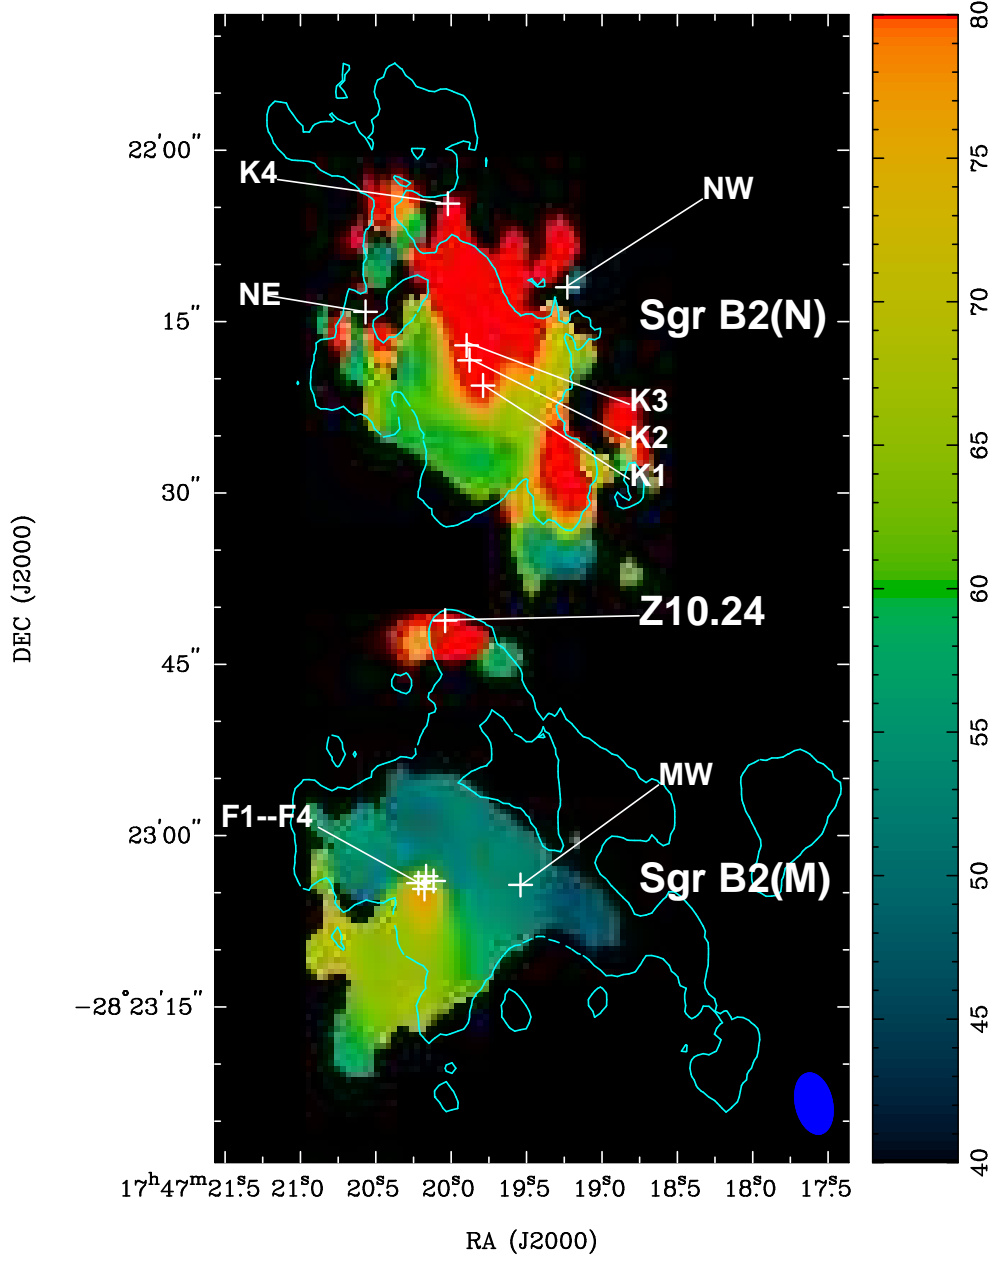 80
22'00"
75
K4
NW
NE
70
15"
Sgr B2(N)
K3
K2
65
K1
30"
60
DEC (J2000)
Z10.24
45"
55
MW
F1--F4
23'00"
50
Sgr B2(M)
−28°23'15"
45
40
17ʰ47ᵐ21ˢ.5 21ˢ.0 20ˢ.5 20ˢ.0 19ˢ.5 19ˢ.0 18ˢ.5 18ˢ.0 17ˢ.5
RA (J2000)